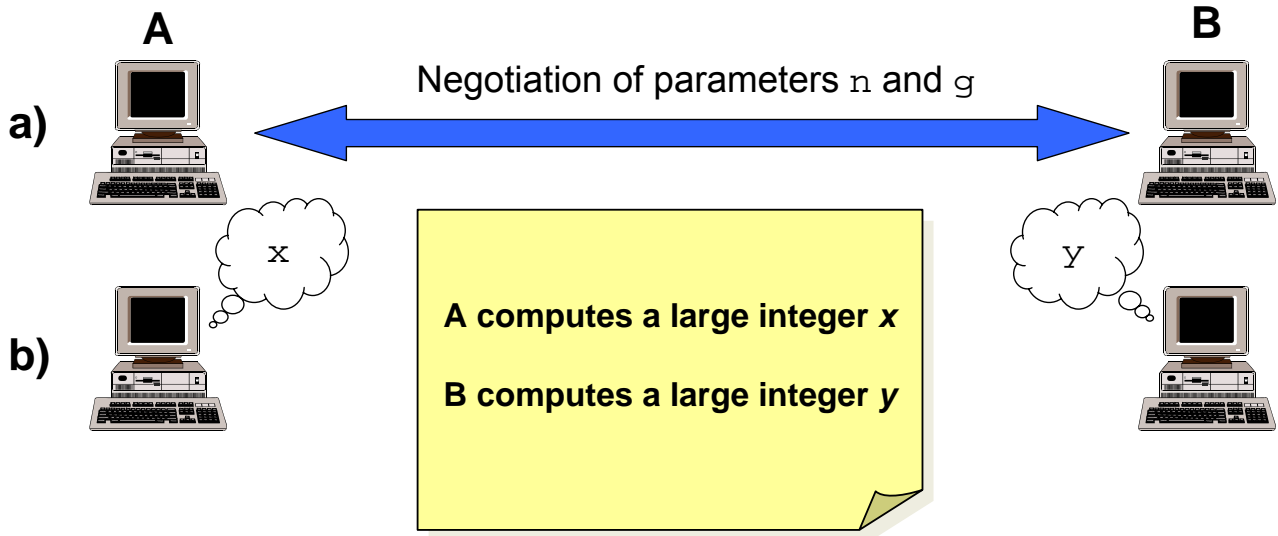 A
B
Negotiation of parameters n and g
a)
x
y
A computes a large integer x
b)
B computes a large integer y